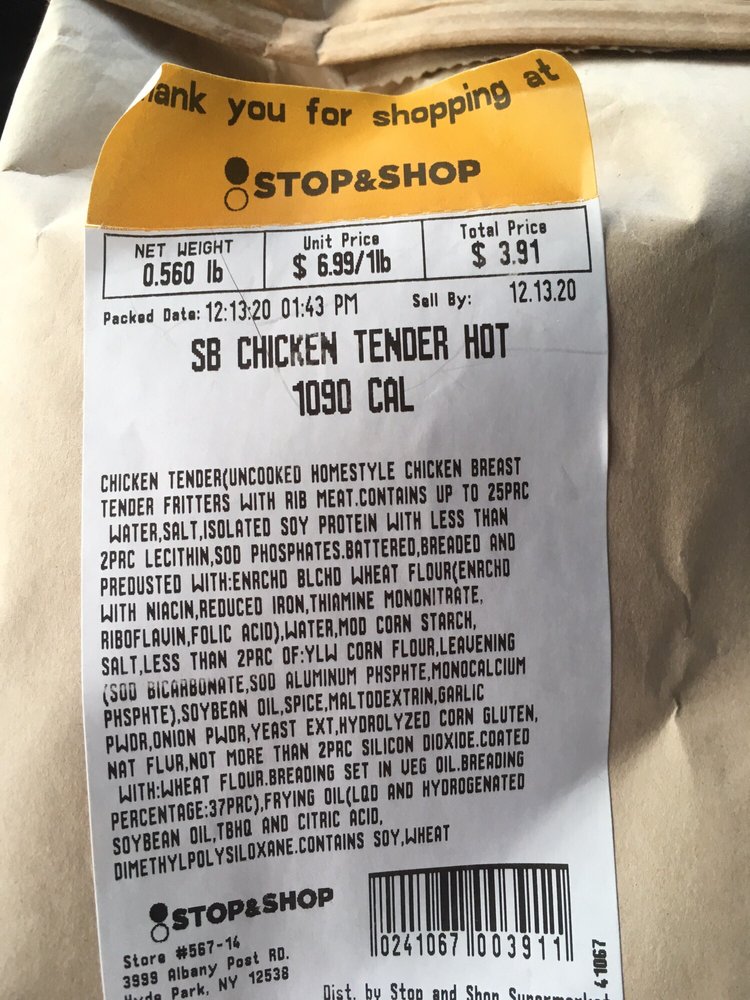 ank you for shopping at
STOP&SHOP
NET WEIGHT Unit Price Total Price
0.560 lb $ 6.99/1lb $ 3.91
Packed Date: 12:13:20 01:43 PM Sell By: 12.13.20
SB CHICKEN TENDER HOT
1090 CAL
CHICKEN TENDER(UNCOOKED HOMESTYLE CHICKEN BREAST
TENDER FRITTERS WITH RIB MEAT.CONTAINS UP TO 25PRC
WATER,SALT,ISOLATED SOY PROTEIN WITH LESS THAN
2PRC LECITHIN,SOD PHOSPHATES.BATTERED,BREADED AND
PREDUSTED WITH:ENRCHD BLCHD WHEAT FLOUR(ENRCHD
WITH NIACIN,REDUCED IRON,THIAMINE MONONITRATE,
RIBOFLAVIN,FOLIC ACID),WATER,MOD CORN STARCH,
SALT,LESS THAN 2PRC OF:YLW CORN FLOUR,LEAVENING
(SOD BICARBONATE,SOD ALUMINUM PHSPHTE,MONOCALCIUM
PHSPHTE),SOYBEAN OIL,SPICE,MALTODEXTRIN,GARLIC
PWDR,ONION PWDR,YEAST EXT,HYDROLYZED CORN GLUTEN,
NAT FLVR,NOT MORE THAN 2PRC SILICON DIOXIDE.COATED
WITH:WHEAT FLOUR.BREADING SET IN VEG OIL.BREADING
PERCENTAGE:37PRC),FRYING OIL(LQD AND HYDROGENATED
SOYBEAN OIL,TBHQ AND CITRIC ACID,
DIMETHYLPOLYSILOXANE.CONTAINS SOY,WHEAT
STOP&SHOP
Store #567-14
3999 Albany Post RD.
Hyde Park, NY 12538
0241067 003911
41067
Dist. by Stop and Shop Supermarket